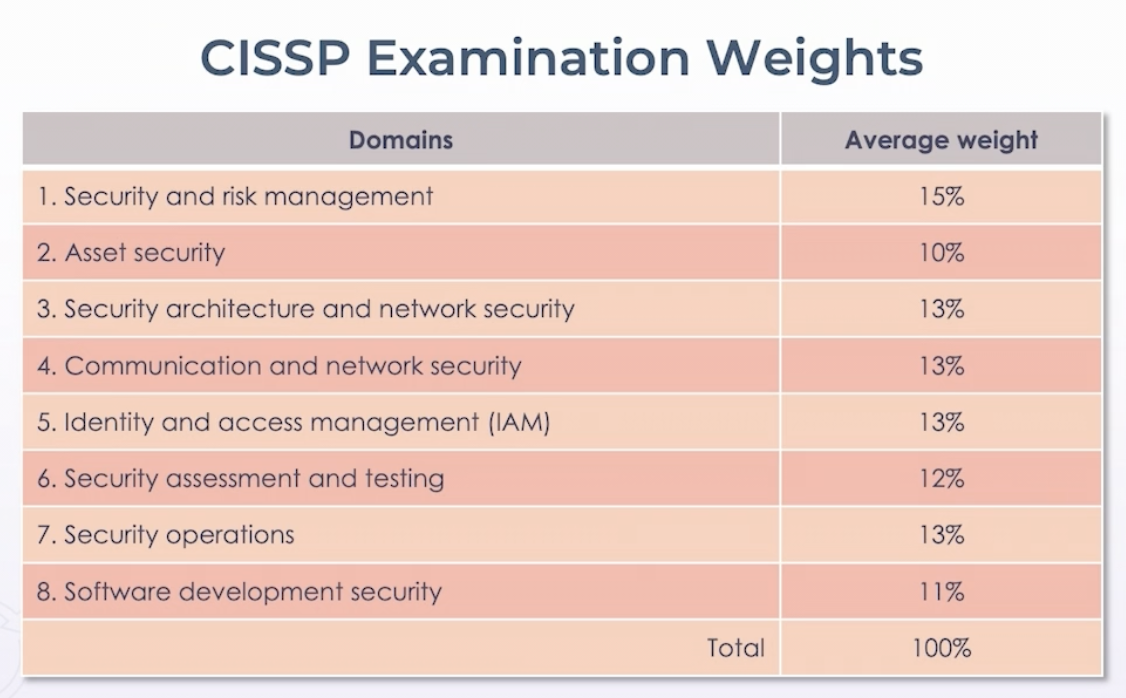 CISSP Examination Weights
Domains Average weight
1. Security and risk management 15%
2. Asset security 10%
3. Security architecture and network security 13%
4. Communication and network security 13%
5. Identity and access management (IAM) 13%
6. Security assessment and testing 12%
7. Security operations 13%
8. Software development security 11%
Total 100%